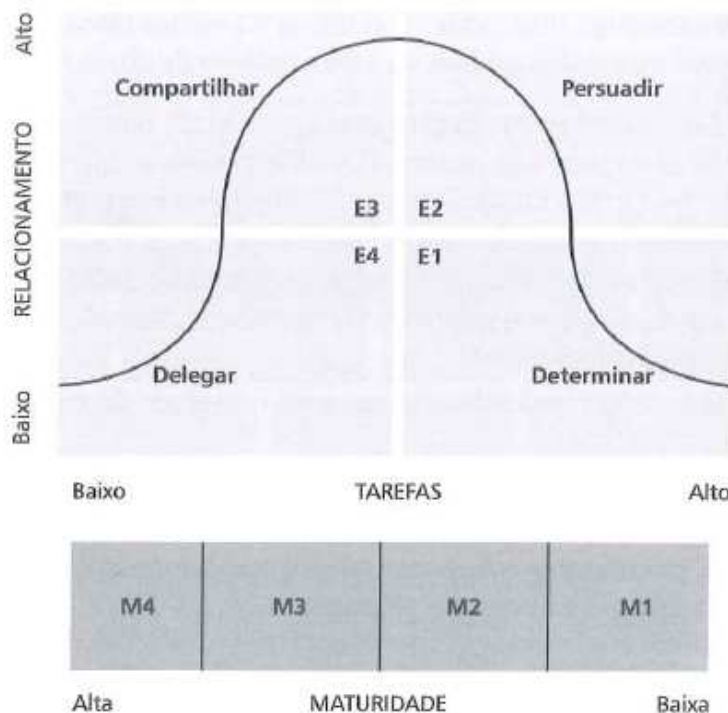 Alto
Compartilhar Persuadir
RELACIONAMENTO
E3 E2
E4 E1
Delegar Determinar
Baixo
Baixo TAREFAS Alto
M4 M3 M2 M1
Alta MATURIDADE Baixa